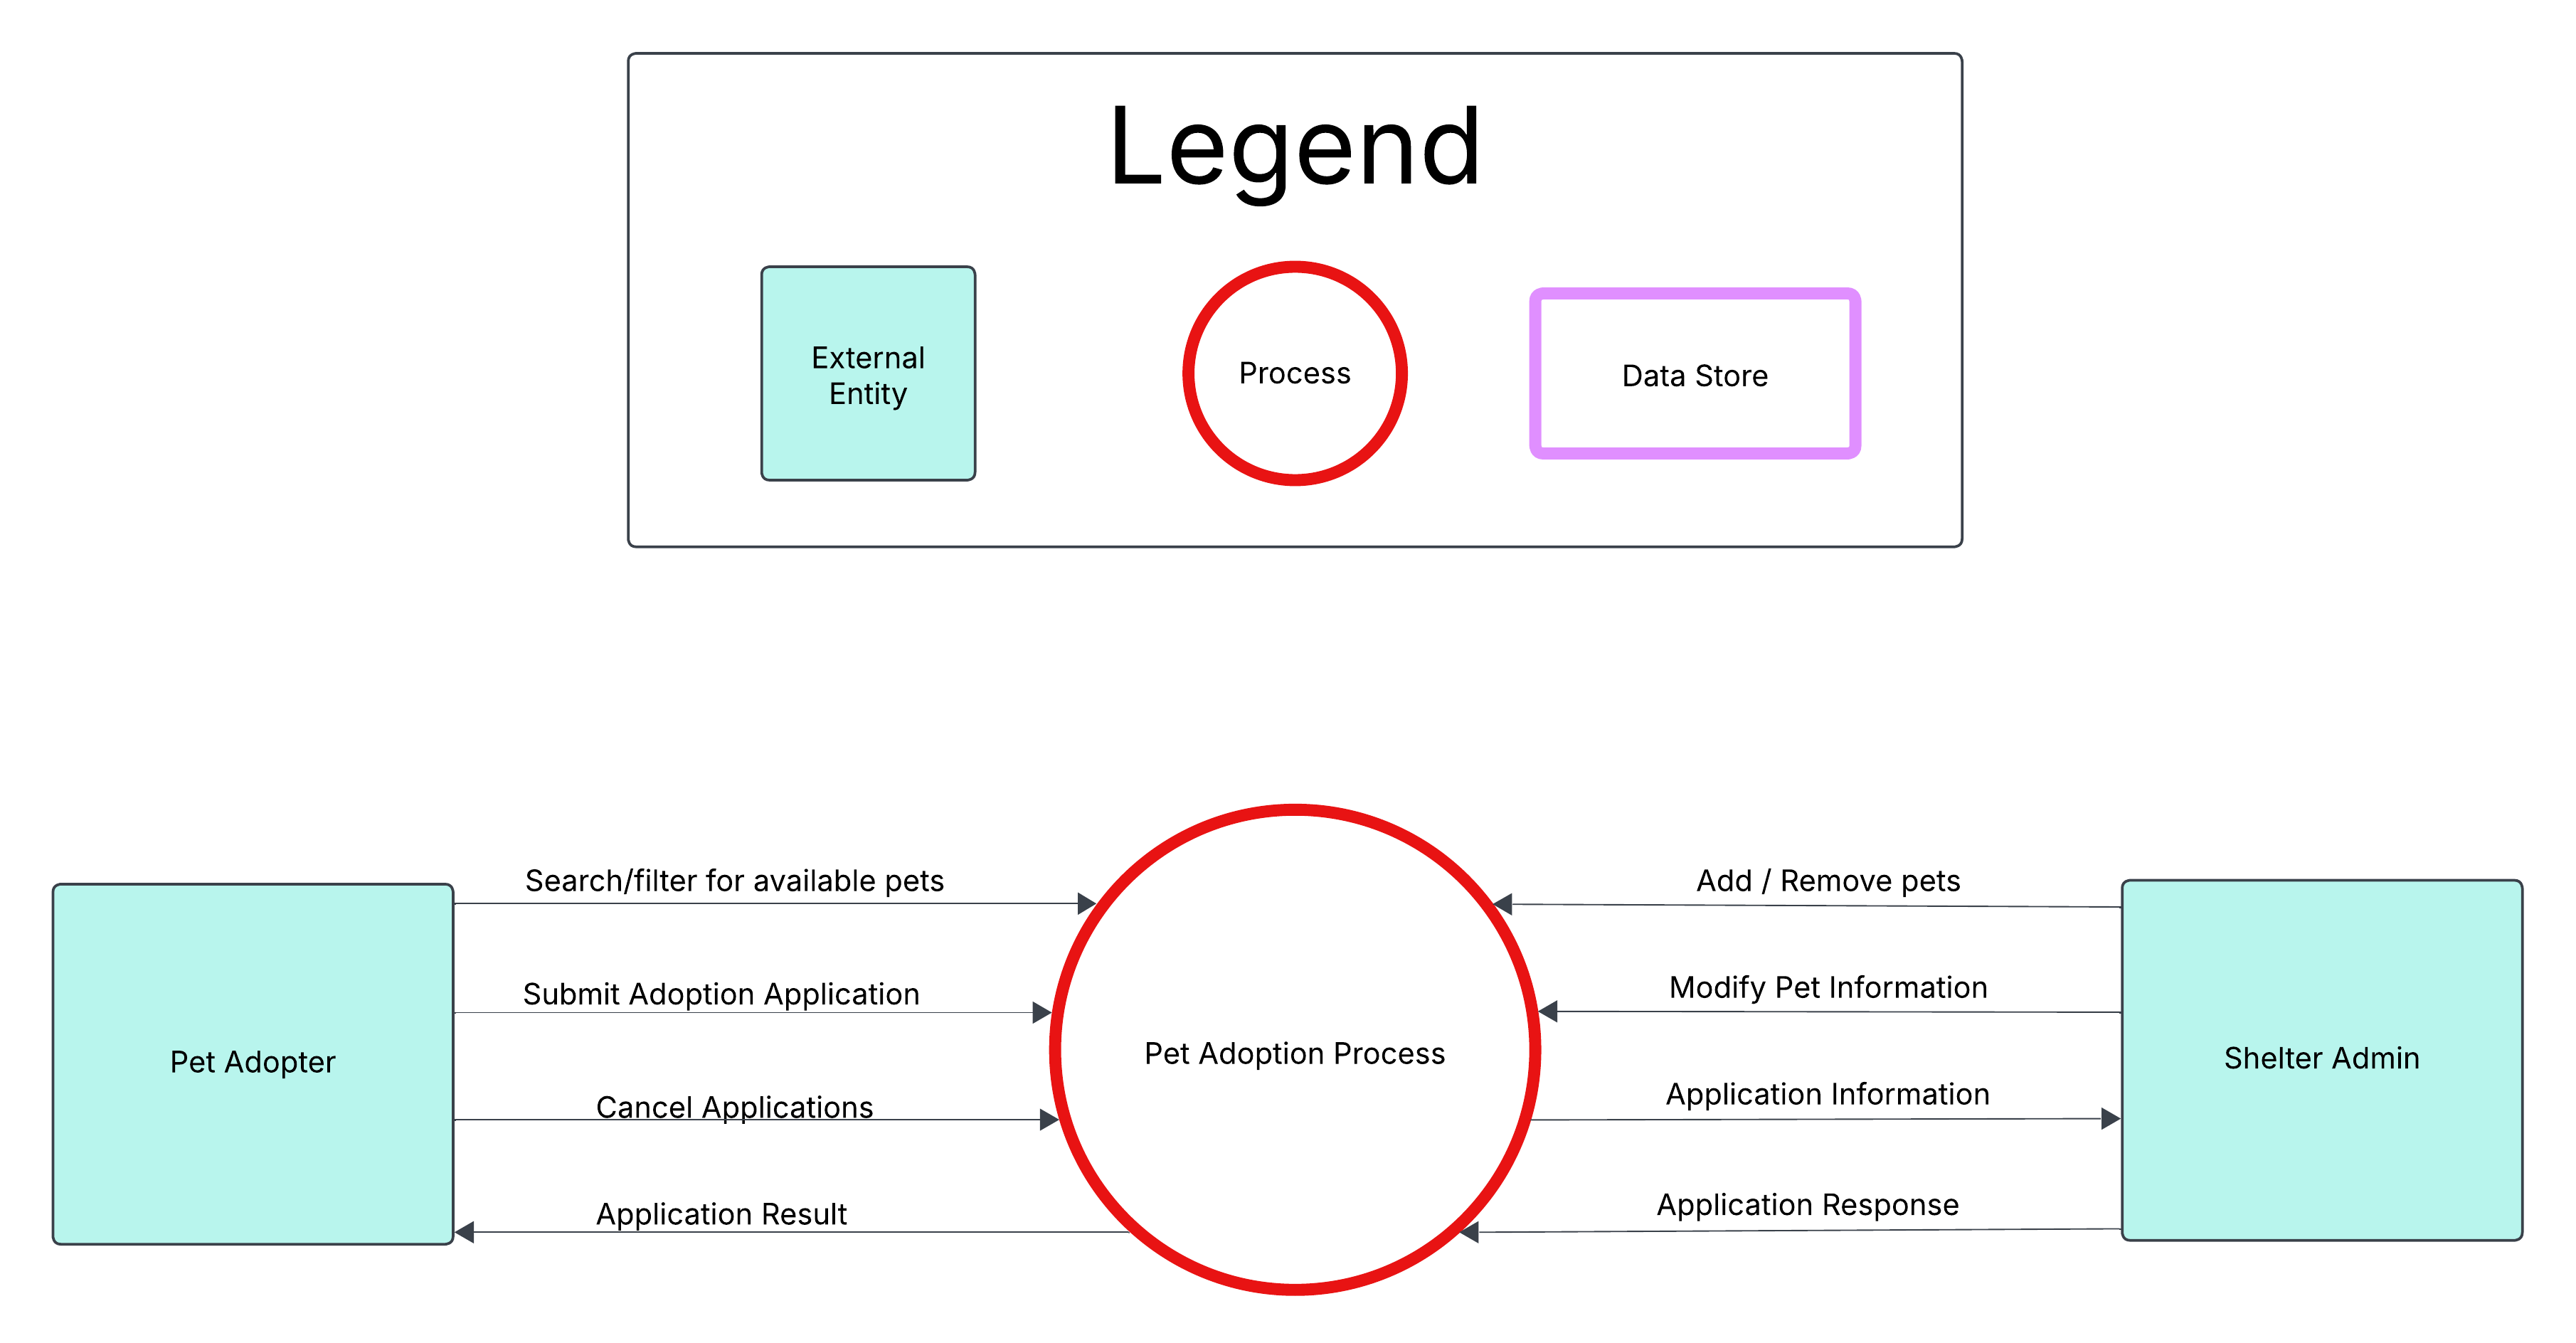 Legend
External
Entity
Process
Data Store
Search/filter for available pets
Submit Adoption Application
Cancel Applications
Application Result
Pet Adopter
Pet Adoption Process
Add / Remove pets
Modify Pet Information
Application Information
Application Response
Shelter Admin